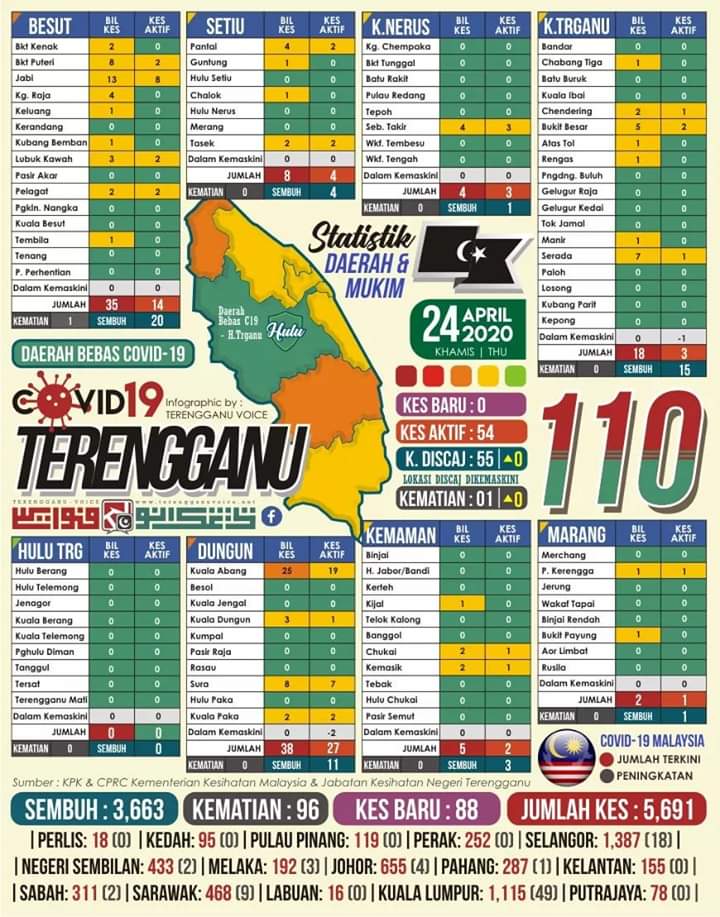 BESUT BIL KES KES AKTIF
Bkt Kenak 2 0
Bkt Puteri 8 2
Jabi 13 8
Kg. Raja 4 0
Keluang 1 0
Kerandang 0 0
Kubang Bemban 1 0
Lubuk Kawah 3 2
Pasir Akar 0 0
Pelagat 2 2
Pgkln. Nangka 0 0
Kuala Besut 0 0
Tembila 1 0
Tenang 0 0
P. Perhentian 0 0
Dalam Kemaskini 0 0
JUMLAH 35 14
KEMATIAN 1 SEMBUH 20
SETIU BIL KES KES AKTIF
Pantai 4 2
Guntung 1 0
Hulu Setiu 0 0
Chalok 1 0
Hulu Nerus 0 0
Merang 0 0
Tasek 2 2
Dalam Kemaskini 0 0
JUMLAH 8 4
KEMATIAN 0 SEMBUH 4
K.NERUS BIL KES KES AKTIF
Kg. Chempaka 0 0
Bkt Tunggal 0 0
Batu Rakit 0 0
Pulau Redang 0 0
Tepoh 0 0
Seb. Takir 4 3
Wkf. Tembesu 0 0
Wkf. Tengah 0 0
Dalam Kemaskini 0 0
JUMLAH 4 3
KEMATIAN 0 SEMBUH 1
K.TRGANU BIL KES KES AKTIF
Bandar 0 0
Chabang Tiga 1 0
Batu Buruk 0 0
Kuala Ibai 0 0
Chendering 2 1
Bukit Besar 5 2
Atas Tol 1 0
Rengas 1 0
Pngdng. Buluh 0 0
Gelugur Raja 0 0
Gelugur Kedai 0 0
Tok Jamal 0 0
Manir 1 0
Serada 7 1
Paloh 0 0
Losong 0 0
Kubang Parit 0 0
Kepong 0 0
Dalam Kemaskini 0 -1
JUMLAH 18 3
KEMATIAN 0 SEMBUH 15
Statistik
DAERAH &
MUKIM
Daerah
Bebas C19
- H.Trganu
Hulu
24 APRIL 2020
KHAMIS | THU
DAERAH BEBAS COVID-19
COVID19
Infographic by :
TERENGGANU VOICE
TERENGGANU
TERENGGANU-VOICE www.terengganuvoice.net
KES BARU : 0
KES AKTIF : 54
K. DISCAJ : 55 ▲0
LOKASI DISCAJ DIKEMASKINI
KEMATIAN : 01 ▲0
110
HULU TRG BIL KES KES AKTIF
Hulu Berang 0 0
Hulu Telemong 0 0
Jenagor 0 0
Kuala Berang 0 0
Kuala Telemong 0 0
Pghulu Diman 0 0
Tanggul 0 0
Tersat 0 0
Terengganu Mati 0 0
Dalam Kemaskini 0 0
JUMLAH 0 0
KEMATIAN 0 SEMBUH 0
DUNGUN BIL KES KES AKTIF
Kuala Abang 25 19
Besol 0 0
Kuala Jengal 0 0
Kuala Dungun 3 1
Kumpal 0 0
Pasir Raja 0 0
Rasau 0 0
Sura 8 7
Hulu Paka 0 0
Kuala Paka 2 2
Dalam Kemaskini 0 -2
JUMLAH 38 27
KEMATIAN 0 SEMBUH 11
KEMAMAN BIL KES KES AKTIF
Binjai 0 0
H. Jabor/Bandi 0 0
Kerteh 0 0
Kijal 1 0
Telok Kalong 0 0
Banggol 0 0
Chukai 2 1
Kemasik 2 1
Tebak 0 0
Hulu Chukai 0 0
Pasir Semut 0 0
Dalam Kemaskini 0 0
JUMLAH 5 2
KEMATIAN 0 SEMBUH 3
MARANG BIL KES KES AKTIF
Merchang 0 0
P. Kerengga 1 1
Jerung 0 0
Wakaf Tapai 0 0
Binjai Rendah 0 0
Bukit Payung 1 0
Aor Limbat 0 0
Rusila 0 0
Dalam Kemaskini 0 0
JUMLAH 2 1
KEMATIAN 0 SEMBUH 1
COVID-19 MALAYSIA
JUMLAH TERKINI
PENINGKATAN
Sumber : KPK & CPRC Kementerian Kesihatan Malaysia & Jabatan Kesihatan Negeri Terengganu
SEMBUH : 3,663 KEMATIAN : 96 KES BARU : 88 JUMLAH KES : 5,691
| PERLIS: 18 (0) | KEDAH: 95 (0) | PULAU PINANG: 119 (0) | PERAK: 252 (0) | SELANGOR: 1,387 (18) |
| NEGERI SEMBILAN: 433 (2) | MELAKA: 192 (3) | JOHOR: 655 (4) | PAHANG: 287 (1) | KELANTAN: 155 (0) |
| SABAH: 311 (2) | SARAWAK: 468 (9) | LABUAN: 16 (0) | KUALA LUMPUR: 1,115 (49) | PUTRAJAYA: 78 (0) |